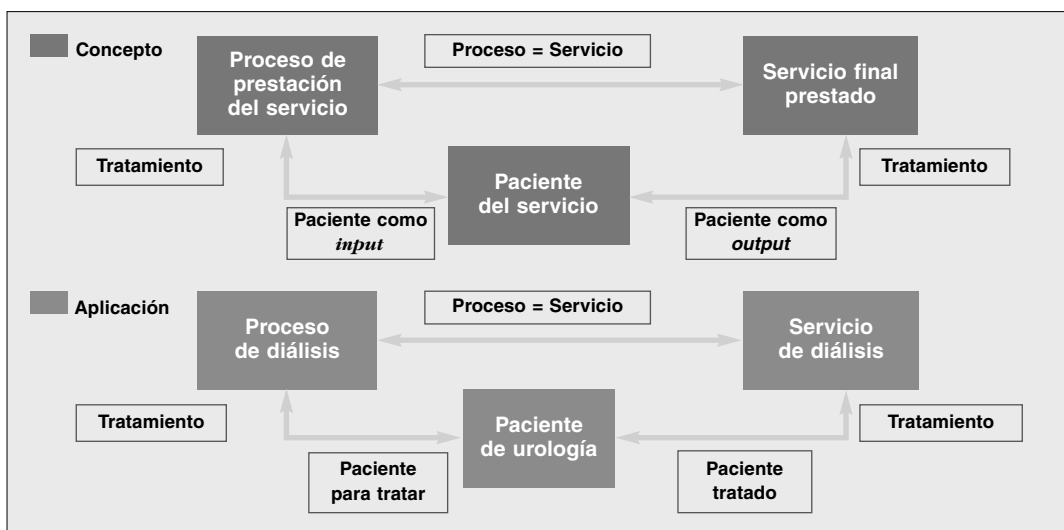 Concepto
Proceso de
prestación
del servicio
Proceso = Servicio
Servicio final
prestado
Tratamiento
Paciente
del servicio
Tratamiento
Paciente como
input
Paciente como
output
Aplicación
Proceso
de diálisis
Proceso = Servicio
Servicio
de diálisis
Tratamiento
Paciente
de urología
Tratamiento
Paciente
para tratar
Paciente
tratado